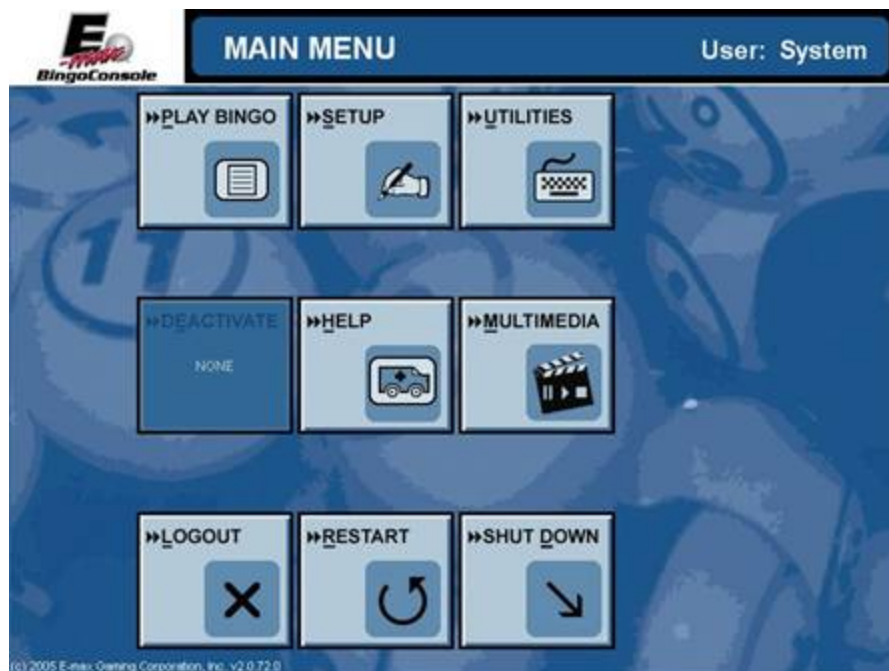 E
-max
BingoConsole
MAIN MENU
User: System
PLAY BINGO
SETUP
UTILITIES
DEACTIVATE
NONE
HELP
MULTIMEDIA
LOGOUT
RESTART
SHUT DOWN
11
(c) 2005 E-max Gaming Corporation, Inc. v2.0.72.0